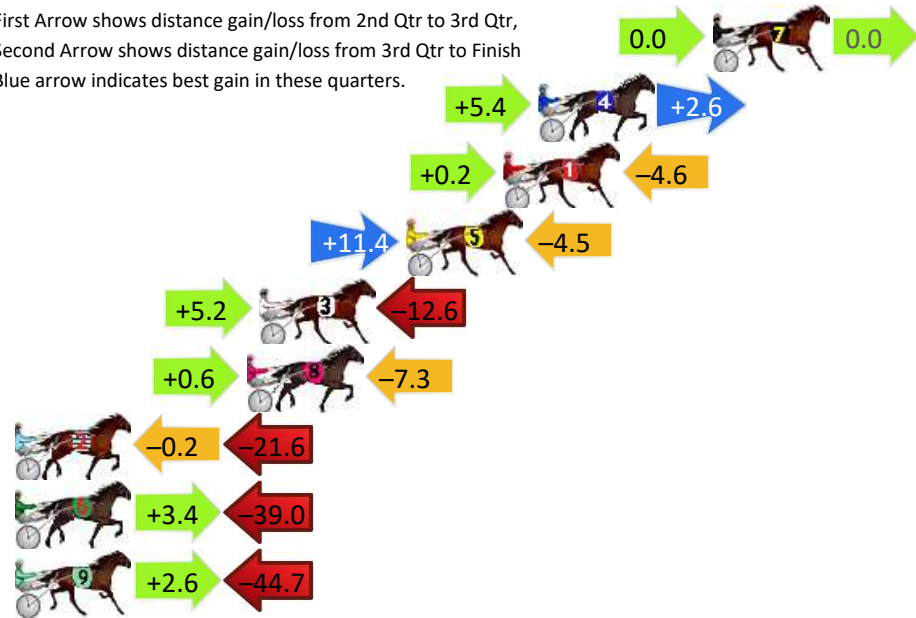 First Arrow shows distance gain/loss from 2nd Qtr to 3rd Qtr,
Second Arrow shows distance gain/loss from 3rd Qtr to Finish
Blue arrow indicates best gain in these quarters.
0.0 7 0.0
+5.4 4 +2.6
+0.2 1 –4.6
+11.4 5 –4.5
+5.2 3 –12.6
+0.6 8 –7.3
2 –0.2 –21.6
6 +3.4 –39.0
9 +2.6 –44.7